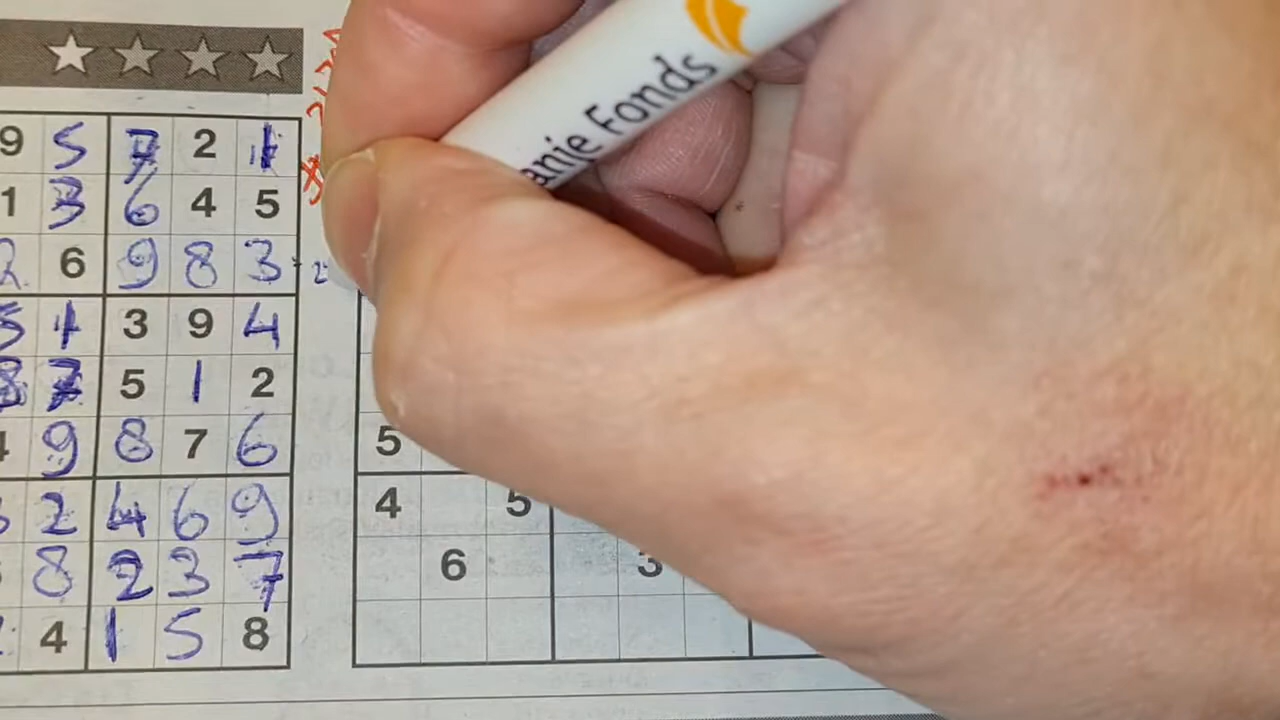 anje Fonds
9 5 7 2 1
1 3 6 4 5
2 6 9 8 3
5 1 3 9 4
8 7 5 1 2
4 9 8 7 6
2 4 6 9
8 2 3 7
4 1 5 8
5
4 5
6 3